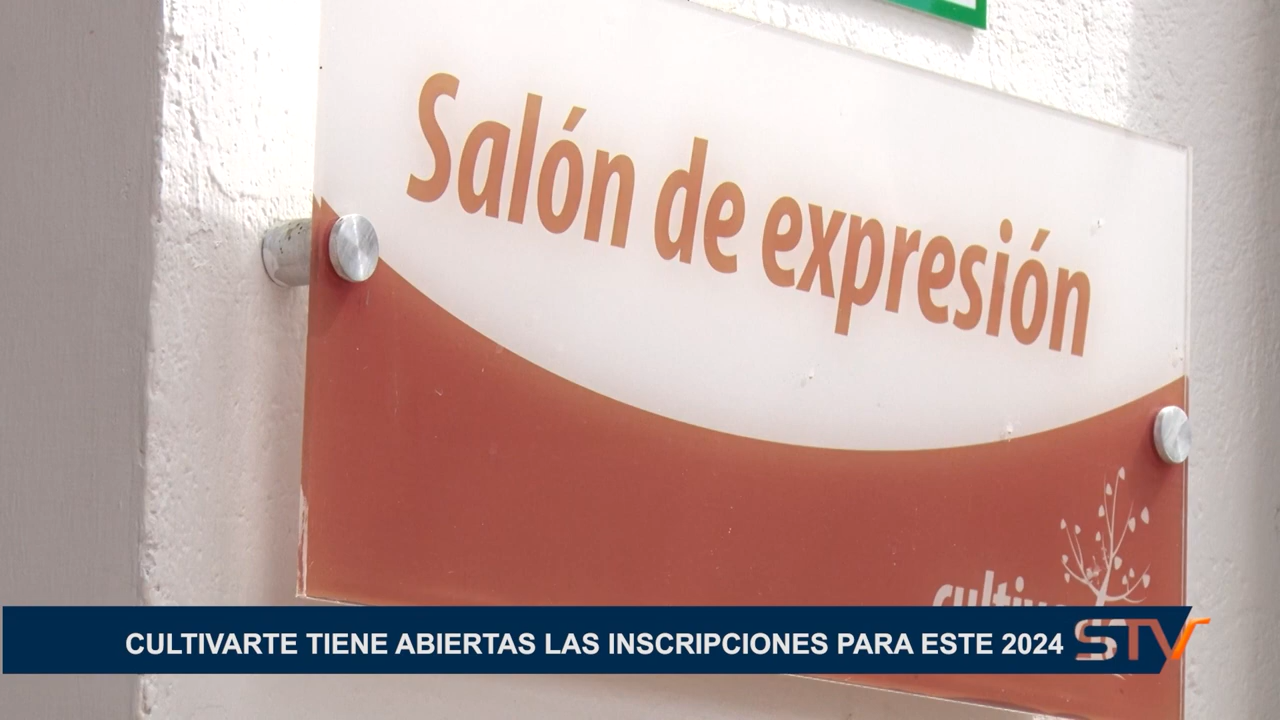 Salón de expresión
CULTIVARTE TIENE ABIERTAS LAS INSCRIPCIONES PARA ESTE 2024
STV